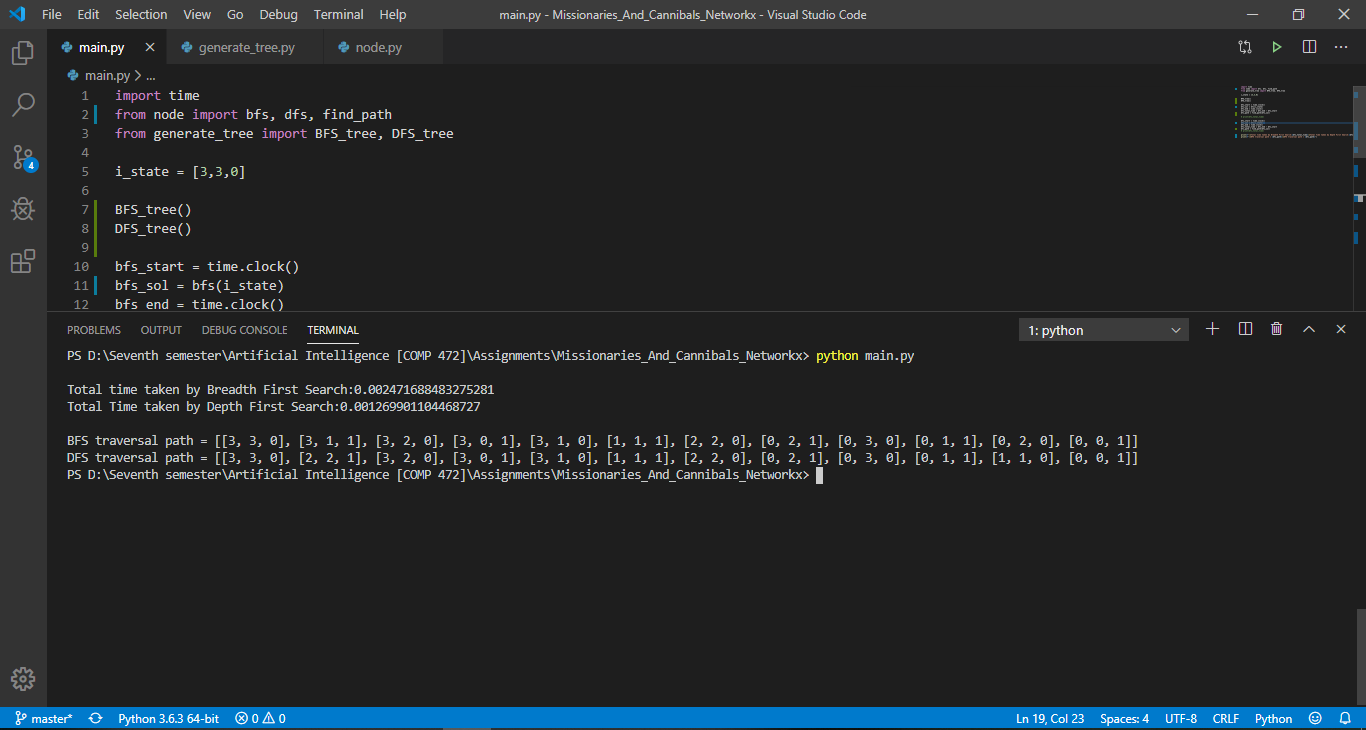 File Edit Selection View Go Debug Terminal Help main.py - Missionaries_And_Cannibals_Networkx - Visual Studio Code
main.py generate_tree.py node.py
main.py > ...
1 import time
2 from node import bfs, dfs, find_path
3 from generate_tree import BFS_tree, DFS_tree
4
5 i_state = [3,3,0]
6
7 BFS_tree()
8 DFS_tree()
9
10 bfs_start = time.clock()
11 bfs_sol = bfs(i_state)
12 bfs_end = time.clock()
4
PROBLEMS OUTPUT DEBUG CONSOLE TERMINAL 1: python
PS D:\Seventh semester\Artificial Intelligence [COMP 472]\Assignments\Missionaries_And_Cannibals_Networkx> python main.py
Total time taken by Breadth First Search:0.002471688483275281
Total Time taken by Depth First Search:0.001269901104468727
BFS traversal path = [[3, 3, 0], [3, 1, 1], [3, 2, 0], [3, 0, 1], [3, 1, 0], [1, 1, 1], [2, 2, 0], [0, 2, 1], [0, 3, 0], [0, 1, 1], [0, 2, 0], [0, 0, 1]]
DFS traversal path = [[3, 3, 0], [2, 2, 1], [3, 2, 0], [3, 0, 1], [3, 1, 0], [1, 1, 1], [2, 2, 0], [0, 2, 1], [0, 3, 0], [0, 1, 1], [1, 1, 0], [0, 0, 1]]
PS D:\Seventh semester\Artificial Intelligence [COMP 472]\Assignments\Missionaries_And_Cannibals_Networkx>
master* Python 3.6.3 64-bit 0 0 Ln 19, Col 23 Spaces: 4 UTF-8 CRLF Python